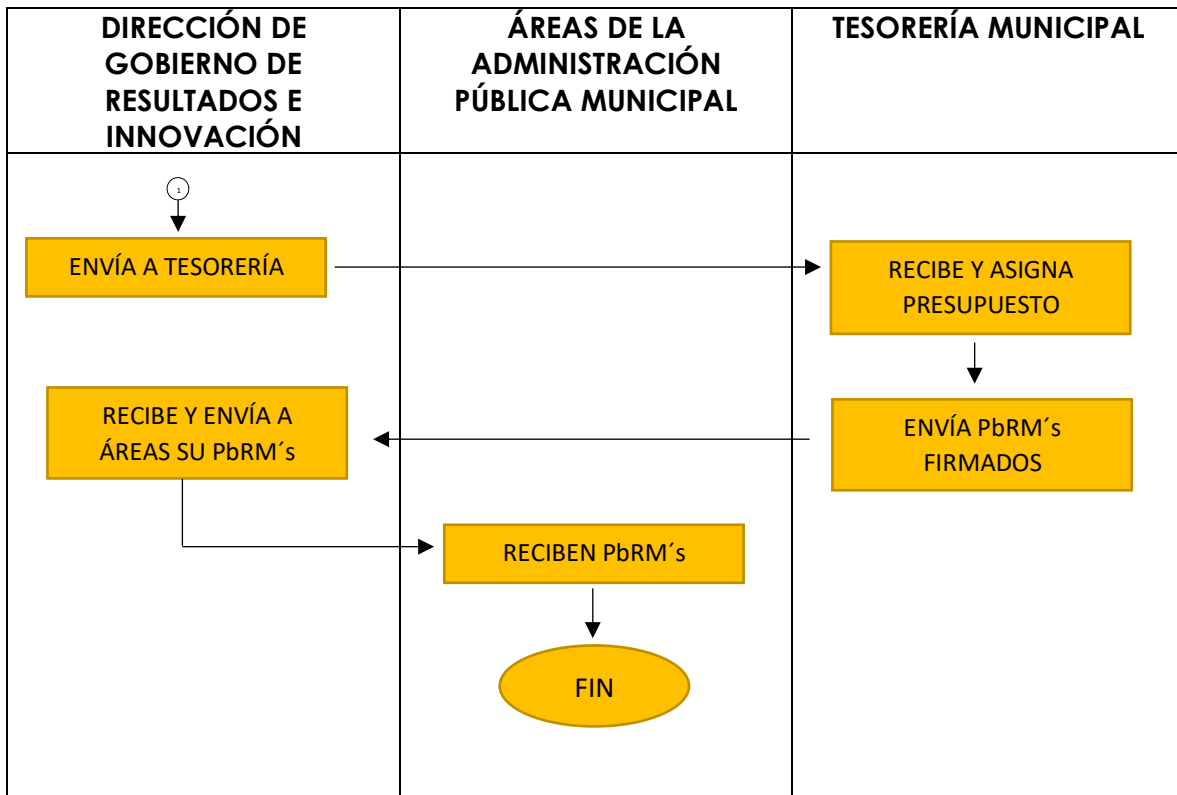 DIRECCIÓN DE
GOBIERNO DE
RESULTADOS E
INNOVACIÓN
ÁREAS DE LA
ADMINISTRACIÓN
PÚBLICA MUNICIPAL
TESORERÍA MUNICIPAL
1
ENVÍA A TESORERÍA
RECIBE Y ASIGNA
PRESUPUESTO
RECIBE Y ENVÍA A
ÁREAS SU PbRM´s
ENVÍA PbRM´s
FIRMADOS
RECIBEN PbRM´s
FIN